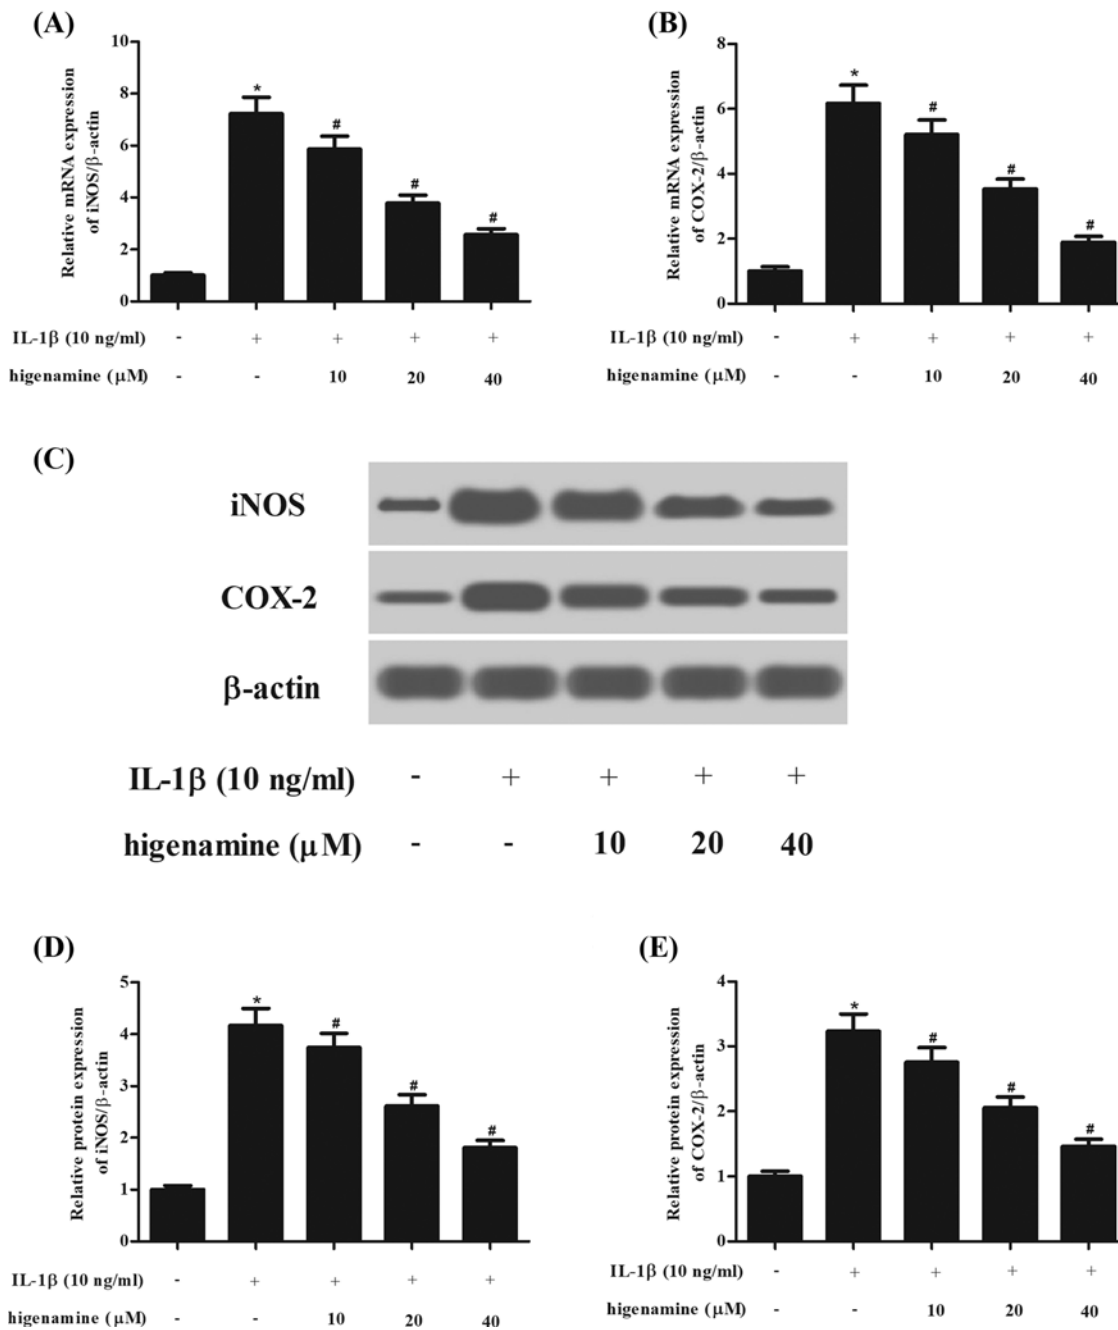 (A)
Relative mRNA expression
of iNOS/β-actin
10
8
6
4
2
0
*
#
#
#
IL-1β (10 ng/ml) - + + + +
higenamine (μM) - - 10 20 40
(B)
Relative mRNA expression
of COX-2/β-actin
8
6
4
2
0
*
#
#
#
IL-1β (10 ng/ml) - + + + +
higenamine (μM) - - 10 20 40
(C)
iNOS
COX-2
β-actin
IL-1β (10 ng/ml) - + + + +
higenamine (μM) - - 10 20 40
(D)
Relative protein expression
of iNOS/β-actin
5
4
3
2
1
0
*
#
#
#
IL-1β (10 ng/ml) - + + + +
higenamine (μM) - - 10 20 40
(E)
Relative protein expression
of COX-2/β-actin
4
3
2
1
0
*
#
#
#
IL-1β (10 ng/ml) - + + + +
higenamine (μM) - - 10 20 40